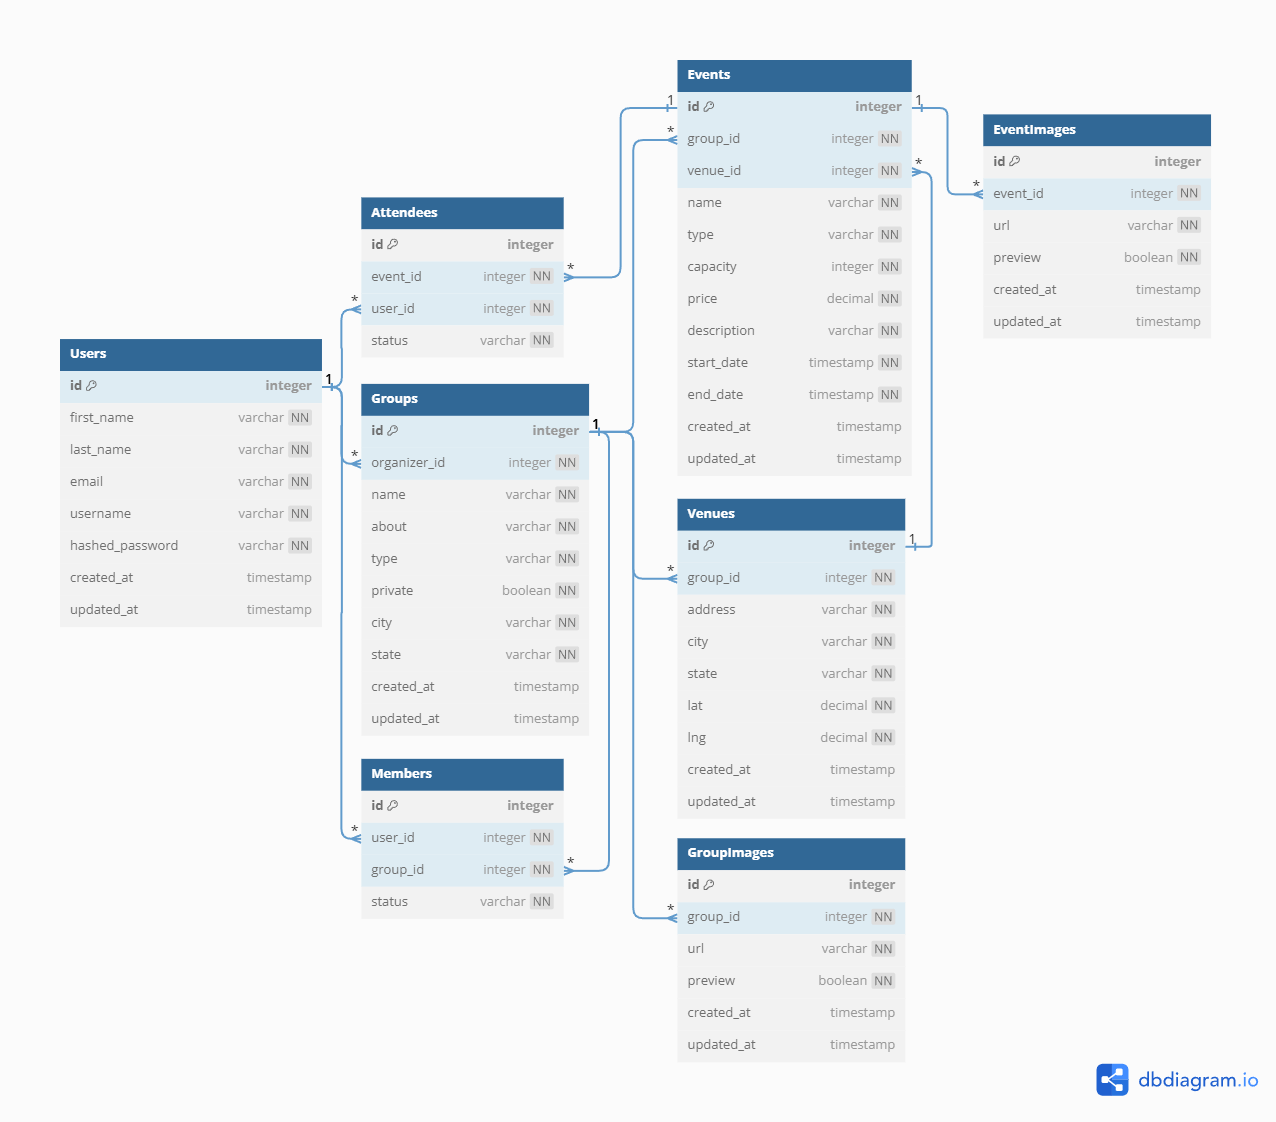 Users
id integer
first_name varchar NN
last_name varchar NN
email varchar NN
username varchar NN
hashed_password varchar NN
created_at timestamp
updated_at timestamp
1
*
*
*
Attendees
id integer
event_id integer NN
user_id integer NN
status varchar NN
*
Groups
id integer
organizer_id integer NN
name varchar NN
about varchar NN
type varchar NN
private boolean NN
city varchar NN
state varchar NN
created_at timestamp
updated_at timestamp
1
Members
id integer
user_id integer NN
group_id integer NN
status varchar NN
*
1
*
Events
id integer
group_id integer NN
venue_id integer NN
name varchar NN
type varchar NN
capacity integer NN
price decimal NN
description varchar NN
start_date timestamp NN
end_date timestamp NN
created_at timestamp
updated_at timestamp
1
*
*
Venues
id integer
group_id integer NN
address varchar NN
city varchar NN
state varchar NN
lat decimal NN
lng decimal NN
created_at timestamp
updated_at timestamp
1
*
GroupImages
id integer
group_id integer NN
url varchar NN
preview boolean NN
created_at timestamp
updated_at timestamp
*
EventImages
id integer
event_id integer NN
url varchar NN
preview boolean NN
created_at timestamp
updated_at timestamp
dbdiagram.io